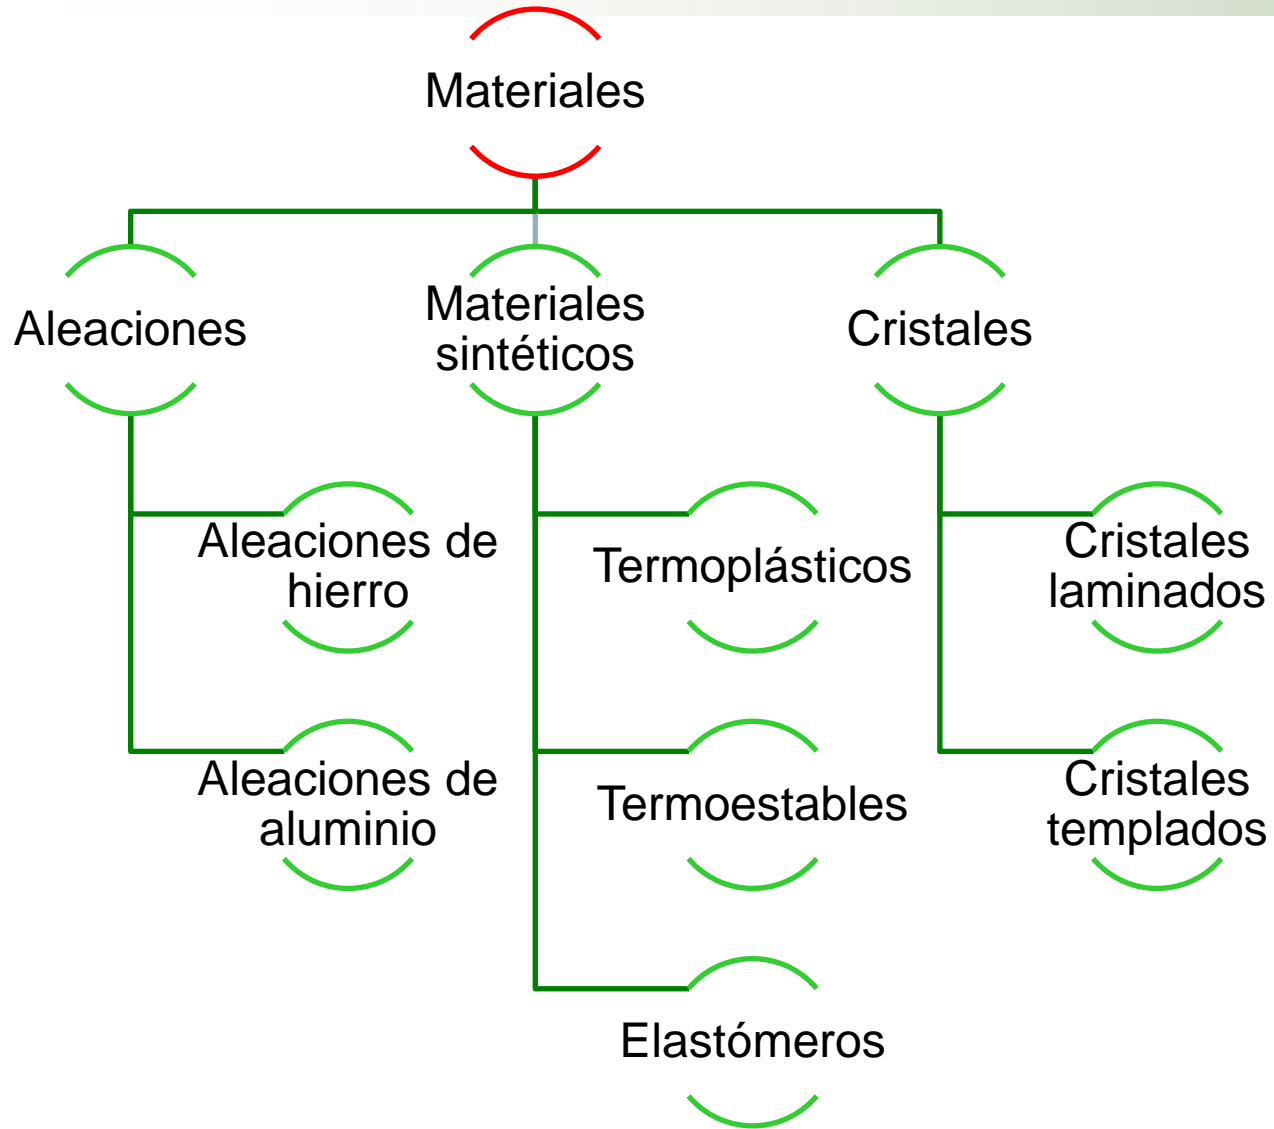 Materiales
Aleaciones
Materiales
sintéticos
Cristales
Aleaciones de
hierro
Termoplásticos
Cristales
laminados
Aleaciones de
aluminio
Termoestables
Cristales
templados
Elastómeros